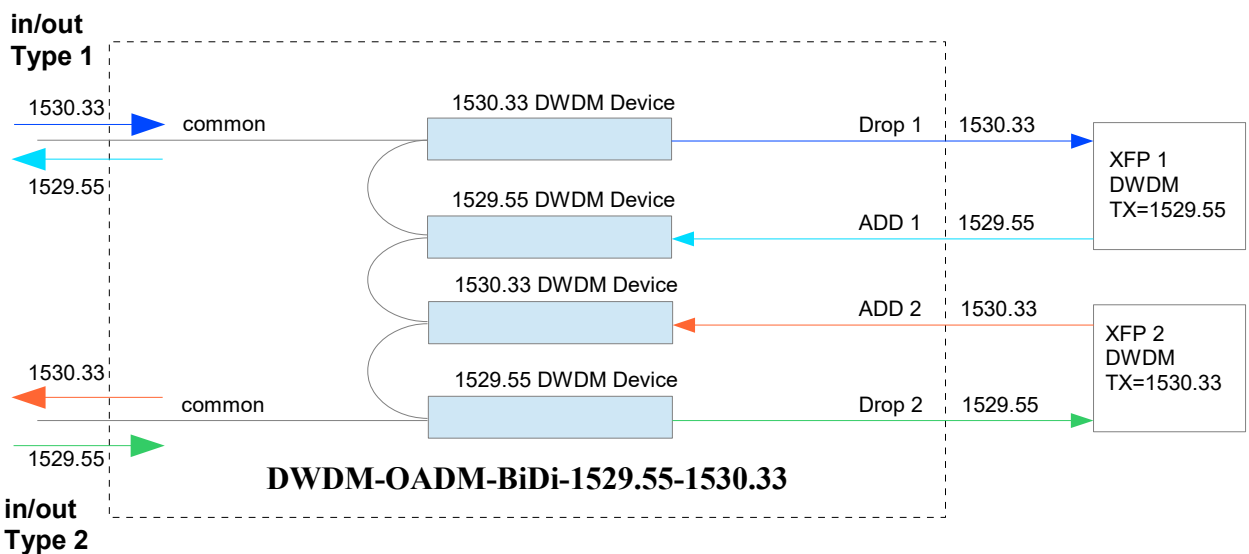 in/out
Type 1
1530.33
common
1529.55
1530.33 DWDM Device
Drop 1
1530.33
XFP 1
DWDM
TX=1529.55
1529.55 DWDM Device
ADD 1
1529.55
1530.33 DWDM Device
ADD 2
1530.33
XFP 2
DWDM
TX=1530.33
1530.33
common
1529.55
1529.55 DWDM Device
Drop 2
1529.55
DWDM-OADM-BiDi-1529.55-1530.33
in/out
Type 2